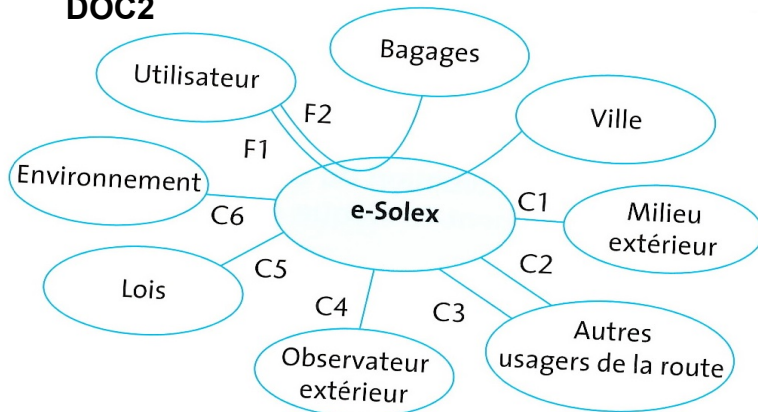 DOC2
Bagages
Utilisateur
F2
Ville
F1
Environnement
C6
e-Solex
C1
Milieu
extérieur
C2
C5
Lois
C4
C3
Autres
usagers de la route
Observateur
extérieur